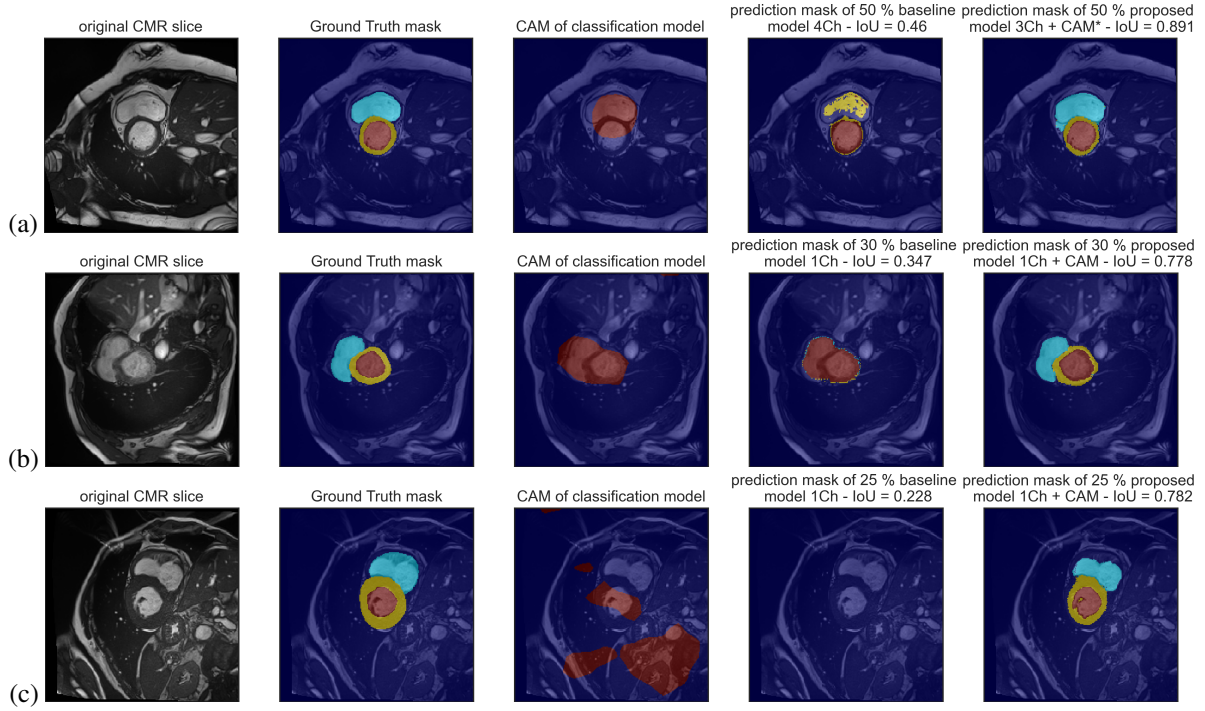 original CMR slice
Ground Truth mask
CAM of classification model
prediction mask of 50 % baseline
model 4Ch - IoU = 0.46
prediction mask of 50 % proposed
model 3Ch + CAM* - IoU = 0.891
(a)
original CMR slice
Ground Truth mask
CAM of classification model
prediction mask of 30 % baseline
model 1Ch - IoU = 0.347
prediction mask of 30 % proposed
model 1Ch + CAM - IoU = 0.778
(b)
original CMR slice
Ground Truth mask
CAM of classification model
prediction mask of 25 % baseline
model 1Ch - IoU = 0.228
prediction mask of 25 % proposed
model 1Ch + CAM - IoU = 0.782
(c)